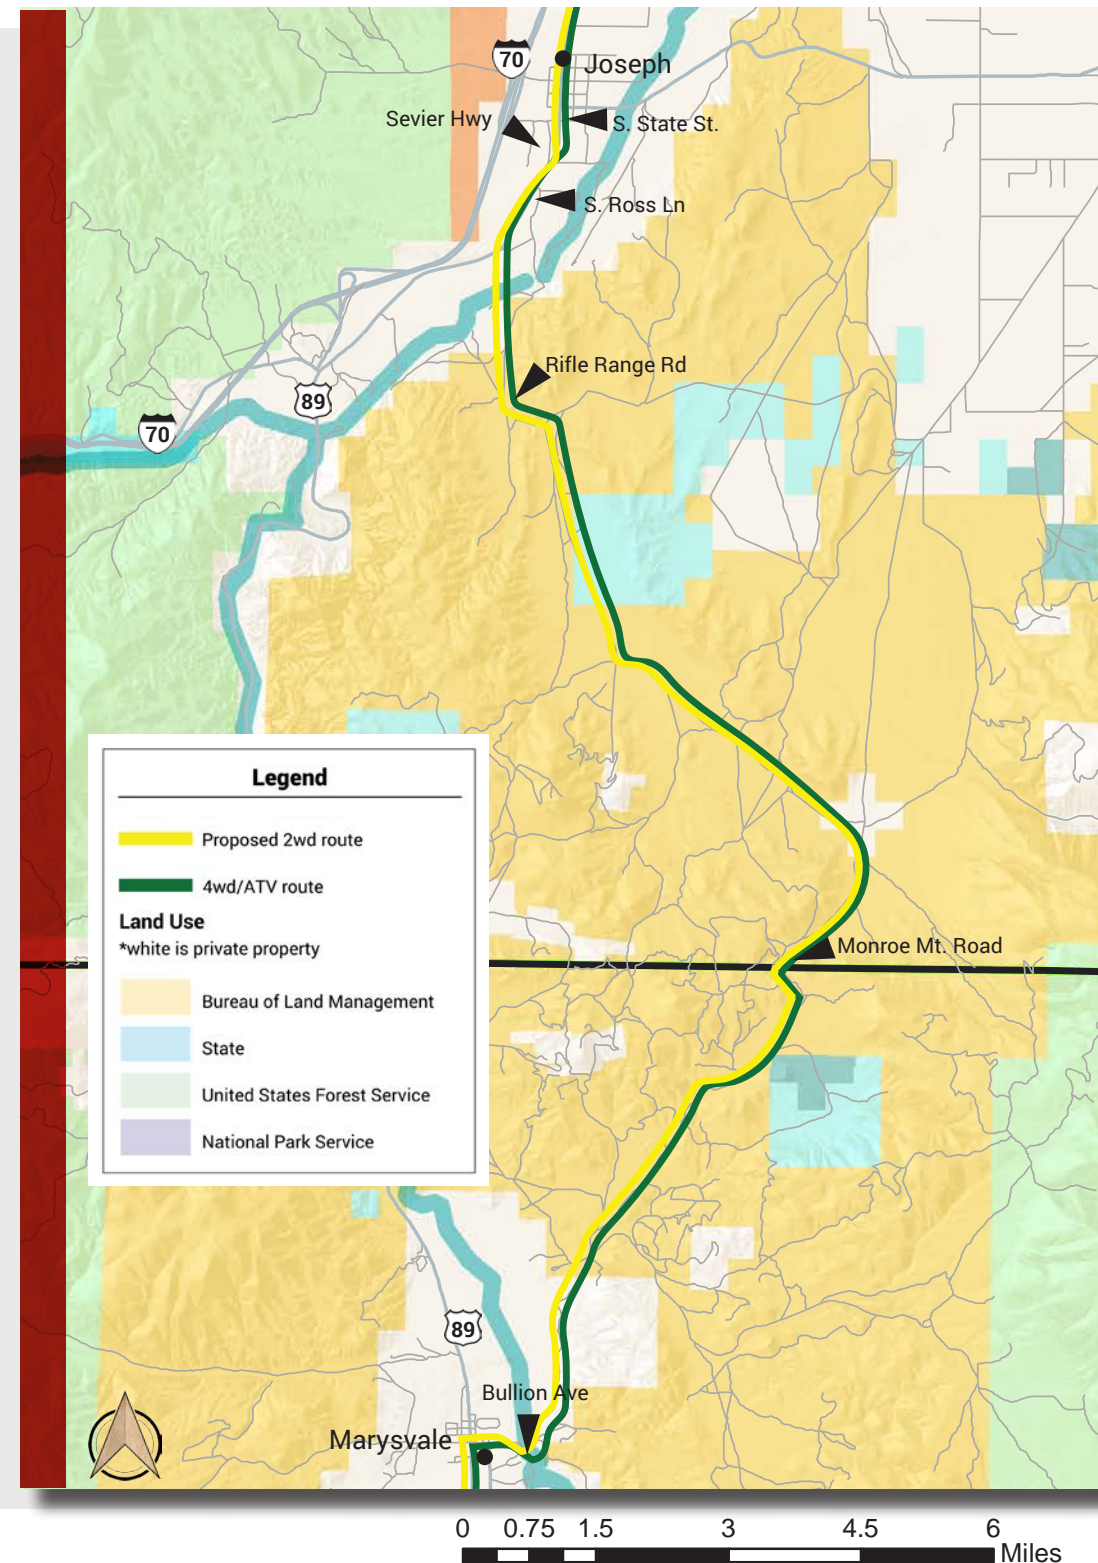 70
Joseph
Sevier Hwy
S. State St.
S. Ross Ln
Rifle Range Rd
89
70
Legend
Proposed 2wd route
4wd/ATV route
Land Use
*white is private property
Bureau of Land Management
State
United States Forest Service
National Park Service
Monroe Mt. Road
89
Bullion Ave
Marysvale
0 0.75 1.5 3 4.5 6
Miles